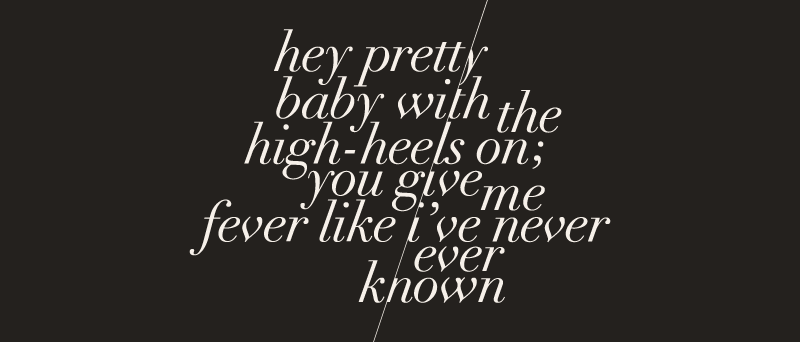 hey pretty
baby with the
high-heels on;
you give me
fever like i've never
ever
known